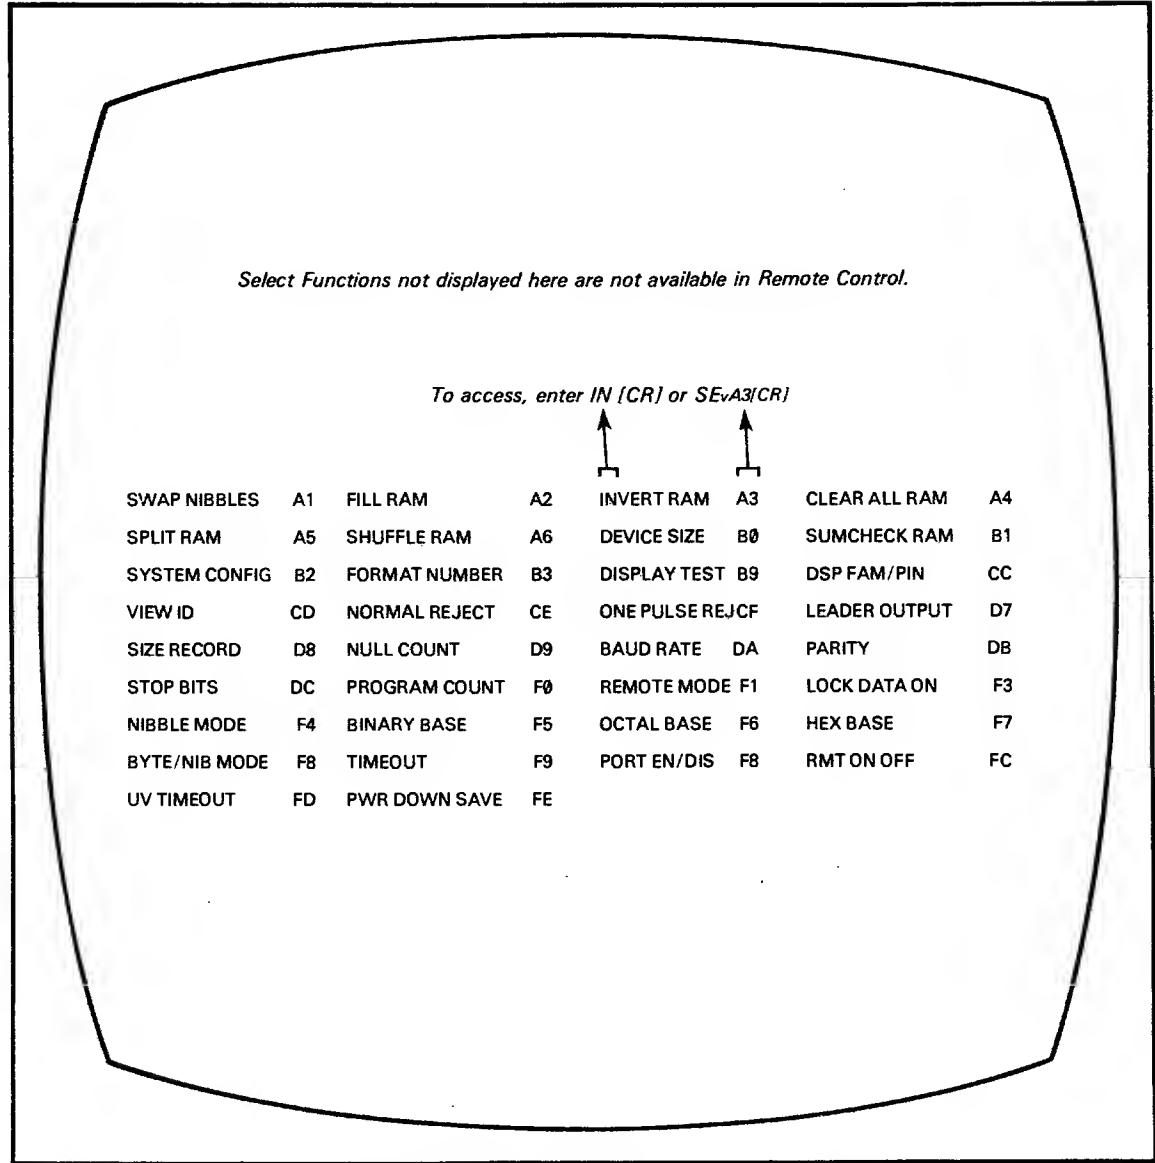 Select Functions not displayed here are not available in Remote Control.
To access, enter IN [CR] or SEvA3[CR]
SWAP NIBBLES A1 FILL RAM A2 INVERT RAM A3 CLEAR ALL RAM A4
SPLIT RAM A5 SHUFFLE RAM A6 DEVICE SIZE B0 SUMCHECK RAM B1
SYSTEM CONFIG B2 FORMAT NUMBER B3 DISPLAY TEST B9 DSP FAM/PIN CC
VIEW ID CD NORMAL REJECT CE ONE PULSE REJ CF LEADER OUTPUT D7
SIZE RECORD D8 NULL COUNT D9 BAUD RATE DA PARITY DB
STOP BITS DC PROGRAM COUNT F0 REMOTE MODE F1 LOCK DATA ON F3
NIBBLE MODE F4 BINARY BASE F5 OCTAL BASE F6 HEX BASE F7
BYTE/NIB MODE F8 TIMEOUT F9 PORT EN/DIS F8 RMT ON OFF FC
UV TIMEOUT FD PWR DOWN SAVE FE